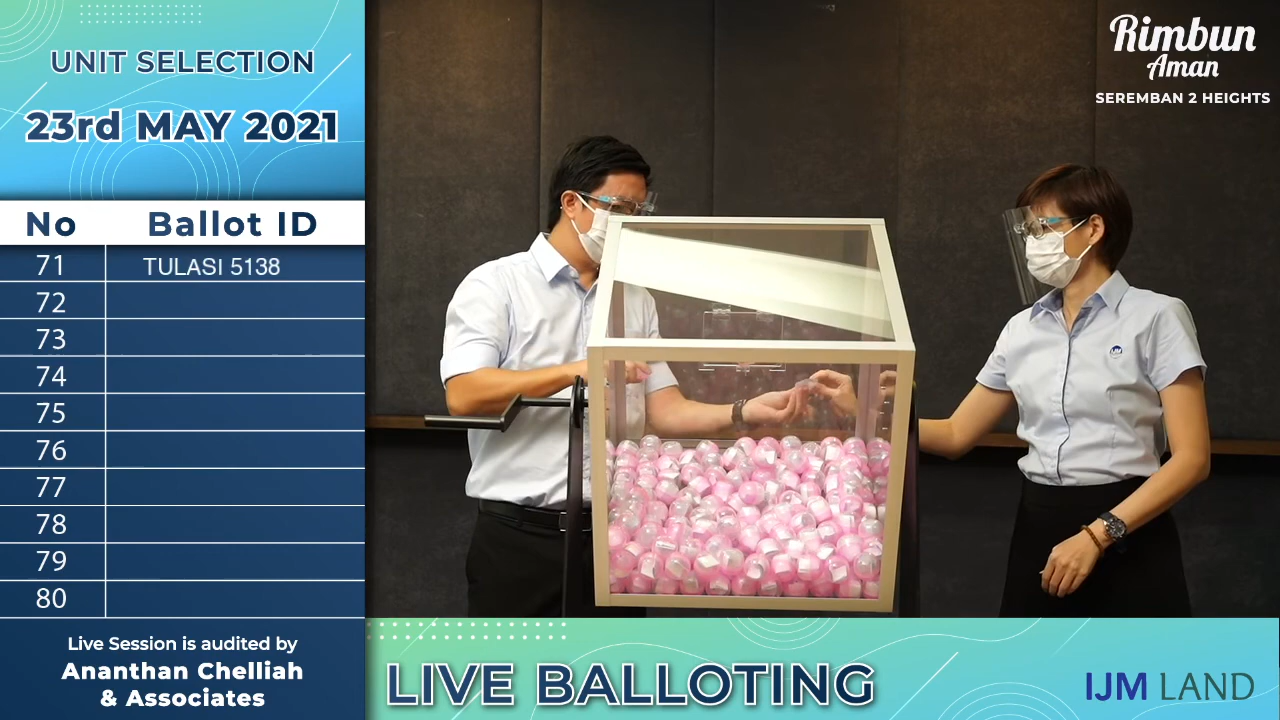 UNIT SELECTION
23rd MAY 2021
No Ballot ID
71 TULASI 5138
72
73
74
75
76
77
78
79
80
Live Session is audited by
Ananthan Chelliah
& Associates
Rimbun
Aman
SEREMBAN 2 HEIGHTS
IJM
LIVE BALLOTING
IJM LAND